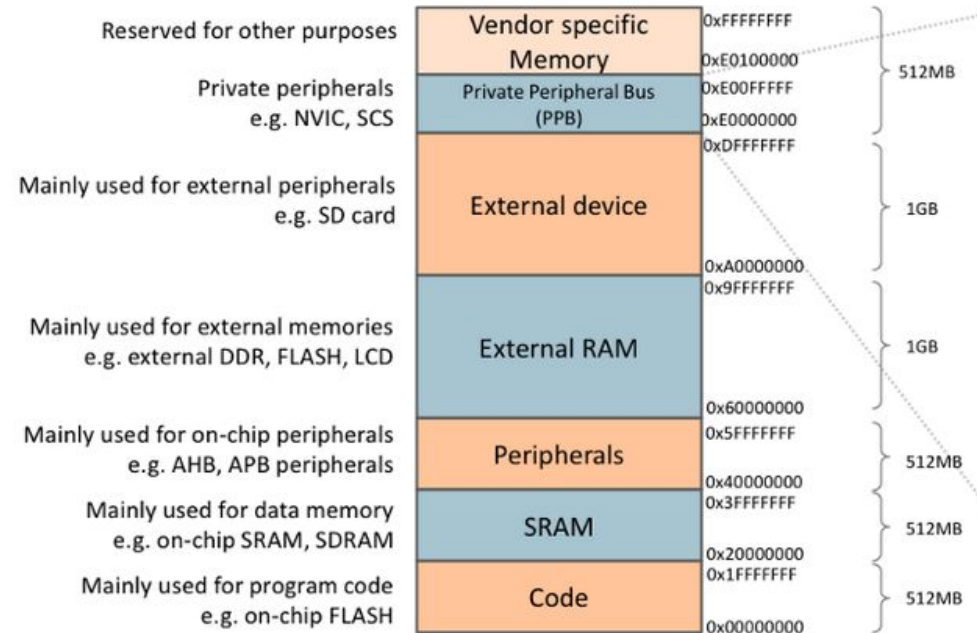 Reserved for other purposes
Vendor specific
Memory
0xFFFFFFFF
0xE0100000
512MB
Private peripherals
e.g. NVIC, SCS
Private Peripheral Bus
(PPB)
0xE00FFFFF
0xE0000000
Mainly used for external peripherals
e.g. SD card
External device
0xDFFFFFFF
0xA0000000
1GB
Mainly used for external memories
e.g. external DDR, FLASH, LCD
External RAM
0x9FFFFFFF
0x60000000
1GB
Mainly used for on-chip peripherals
e.g. AHB, APB peripherals
Peripherals
0x5FFFFFFF
0x40000000
512MB
Mainly used for data memory
e.g. on-chip SRAM, SDRAM
SRAM
0x3FFFFFFF
0x20000000
512MB
Mainly used for program code
e.g. on-chip FLASH
Code
0x1FFFFFFF
0x00000000
512MB